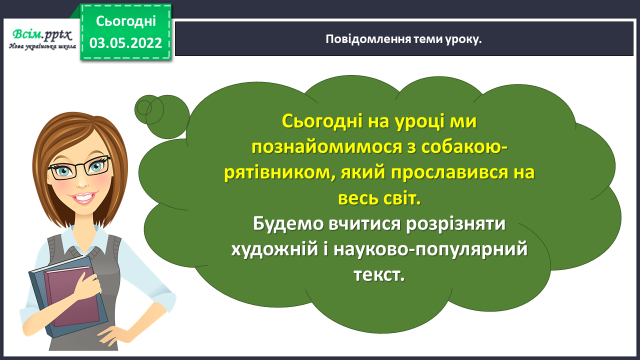 Всім.pptx
Нова українська школа
Сьогодні
03.05.2022
Повідомлення теми уроку.
Сьогодні на уроці ми
познайомимося з собакою-
рятівником, який прославився на
весь світ.
Будемо вчитися розрізняти
художній і науково-популярний
текст.